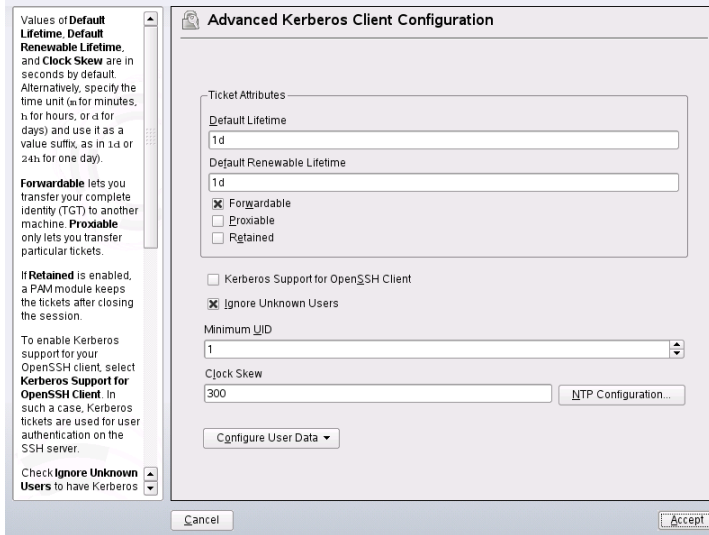 Values of Default
Lifetime, Default
Renewable Lifetime,
and Clock Skew are in
seconds by default.
Alternatively, specify the
time unit (m for minutes,
h for hours, or d for
days) and use it as a
value suffix, as in 1d or
24h for one day).
Forwardable lets you
transfer your complete
identity (TGT) to another
machine. Proxiable
only lets you transfer
particular tickets.
If Retained is enabled,
a PAM module keeps
the tickets after closing
the session.
To enable Kerberos
support for your
OpenSSH client, select
Kerberos Support for
OpenSSH Client. In
such a case, Kerberos
tickets are used for user
authentication on the
SSH server.
Check Ignore Unknown
Users to have Kerberos
Advanced Kerberos Client Configuration
Ticket Attributes
Default Lifetime
1d
Default Renewable Lifetime
1d
Forwardable
Proxiable
Retained
Kerberos Support for OpenSSH Client
Ignore Unknown Users
Minimum UID
1
Clock Skew
300
NTP Configuration...
Configure User Data
Cancel
Accept